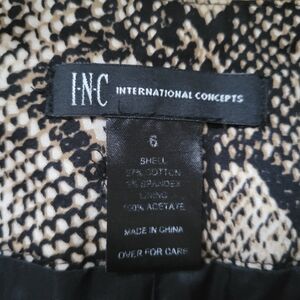 I·N·C INTERNATIONAL CONCEPTS
6
SHELL
97% COTTON
3% SPANDEX
LINING
100% ACETATE
MADE IN CHINA
OVER FOR CARE